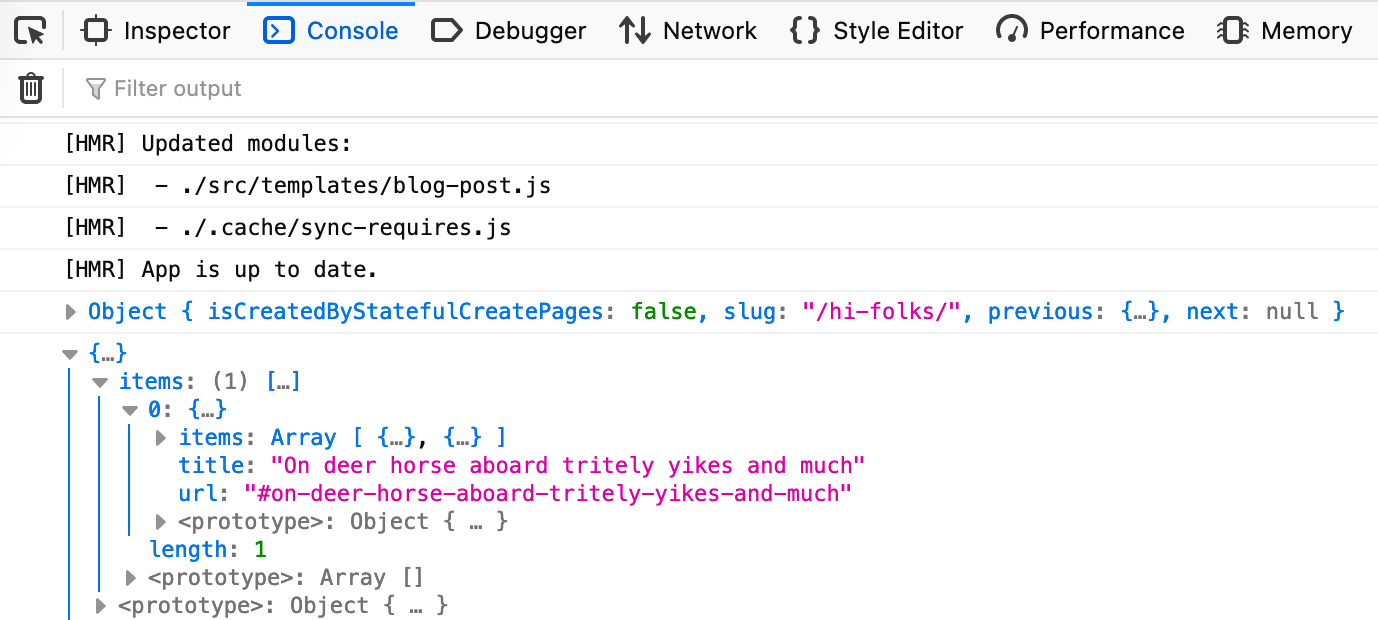 Inspector Console Debugger Network {} Style Editor Performance Memory
Filter output
[HMR] Updated modules:
[HMR]  - ./src/templates/blog-post.js
[HMR]  - ./.cache/sync-requires.js
[HMR] App is up to date.
Object { isCreatedByStatefulCreatePages: false, slug: "/hi-folks/", previous: {…}, next: null }
{…}
items: (1) […]
0: {…}
items: Array [ {…}, {…} ]
title: "On deer horse aboard tritely yikes and much"
url: "#on-deer-horse-aboard-tritely-yikes-and-much"
<prototype>: Object { … }
length: 1
<prototype>: Array []
<prototype>: Object { … }